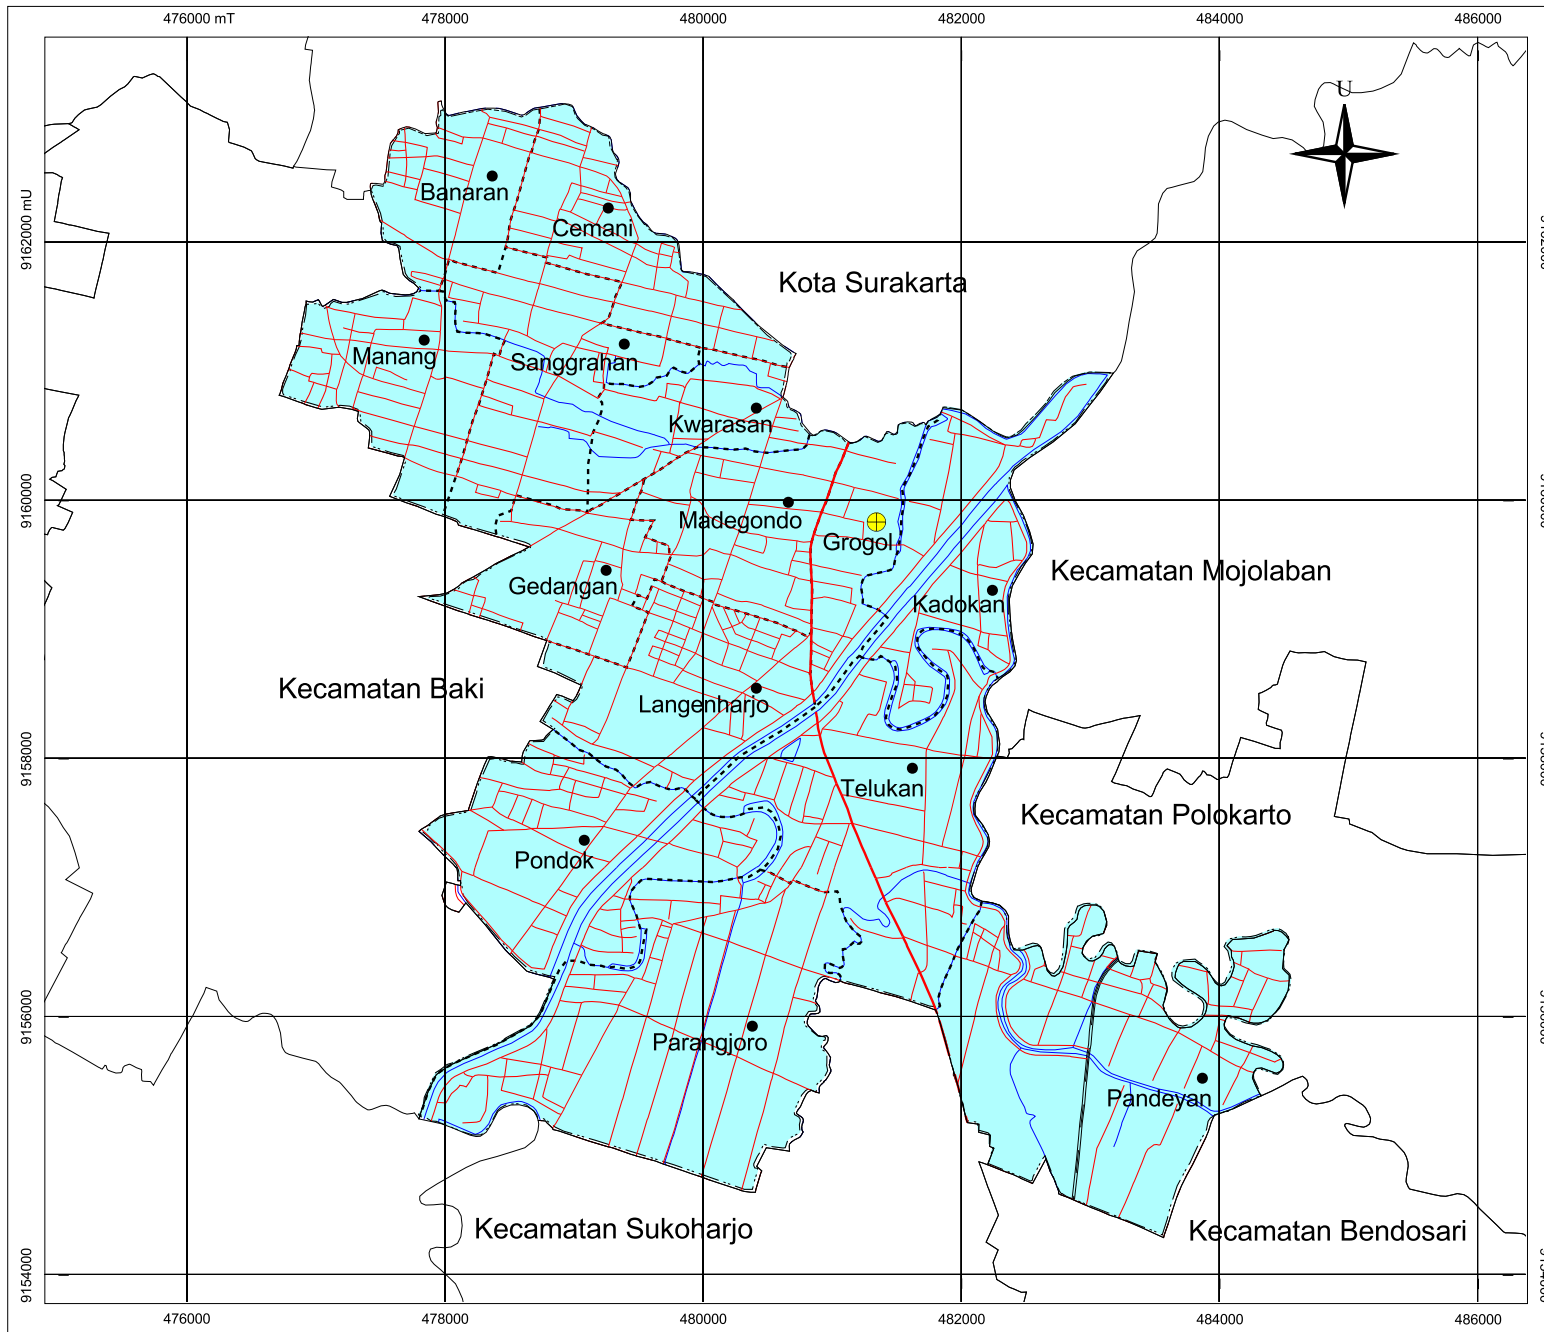 476000 mT
478000
480000
482000
484000
486000
U
9162000 mU
9162000
Banaran
Cemani
Kota Surakarta
Manang
Sanggrahan
Kwarasan
9160000
Madegondo
Grogol
Kecamatan Mojolaban
Gedangan
Kadokan
Kecamatan Baki
Langenharjo
9158000
Telukan
Kecamatan Polokarto
Pondok
9156000
Parangjoro
Pandeyan
Kecamatan Sukoharjo
Kecamatan Bendosari
9154000
476000
478000
480000
482000
484000
486000